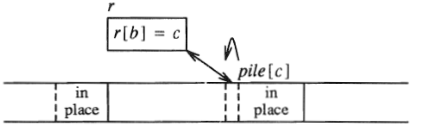 r
r[b] = c
pile[c]
in
place
in
place